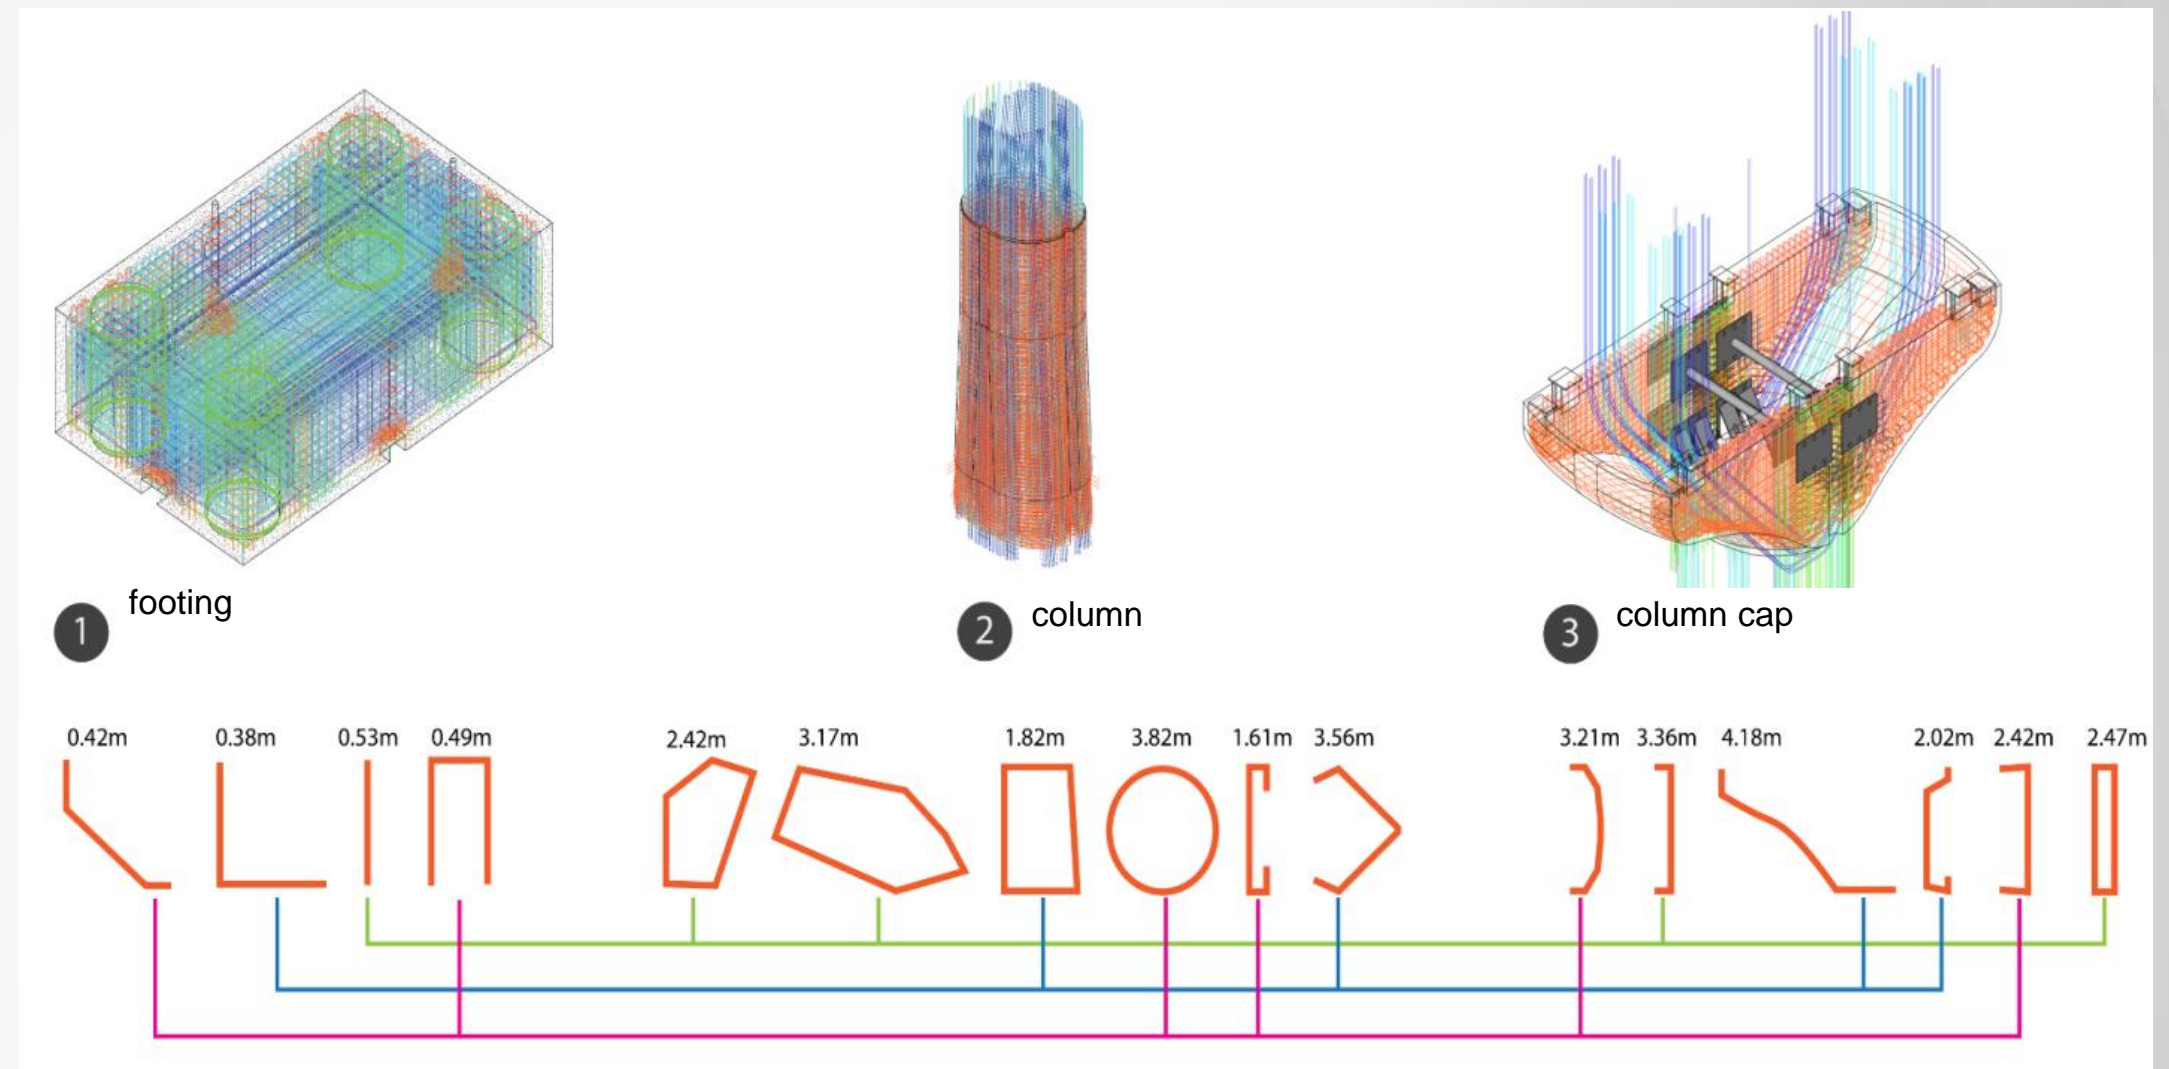 1 footing
2 column
3 column cap
0.42m 0.38m 0.53m 0.49m 2.42m 3.17m 1.82m 3.82m 1.61m 3.56m 3.21m 3.36m 4.18m 2.02m 2.42m 2.47m